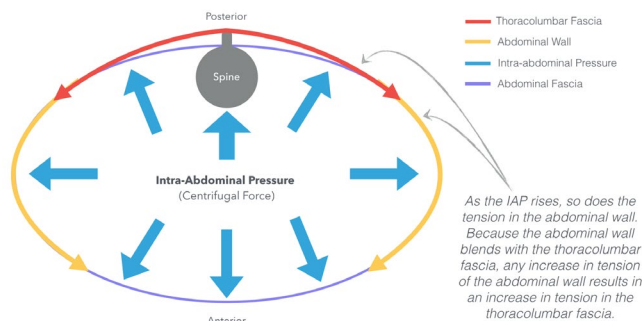 Posterior
Thoracolumbar Fascia
Abdominal Wall
Intra-abdominal Pressure
Abdominal Fascia
Spine
Intra-Abdominal Pressure
(Centrifugal Force)
As the IAP rises, so does the
tension in the abdominal wall.
Because the abdominal wall
blends with the thoracolumbar
fascia, any increase in tension
of the abdominal wall results in
an increase in tension in the
thoracolumbar fascia.
Anterior